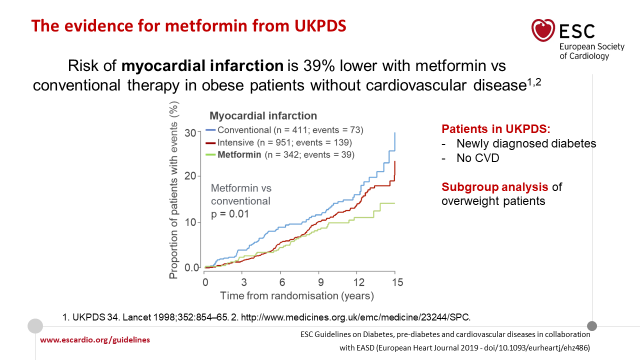 The evidence for metformin from UKPDS
ESC
European Society
of Cardiology
Risk of myocardial infarction is 39% lower with metformin vs
conventional therapy in obese patients without cardiovascular disease1,2
Proportion of patients with events (%)
Myocardial infarction
Conventional (n = 411; events = 73)
Intensive (n = 951; events = 139)
Metformin (n = 342; events = 39)
30
20
10
0.0
Metformin vs
conventional
p = 0.01
0 3 6 9 12 15
Time from randomisation (years)
Patients in UKPDS:
- Newly diagnosed diabetes
- No CVD
Subgroup analysis of
overweight patients
1. UKPDS 34. Lancet 1998;352:854–65. 2. http://www.medicines.org.uk/emc/medicine/23244/SPC.
www.escardio.org/guidelines
ESC Guidelines on Diabetes, pre-diabetes and cardiovascular diseases in collaboration
with EASD (European Heart Journal 2019 - doi/10.1093/eurheartj/ehz486)